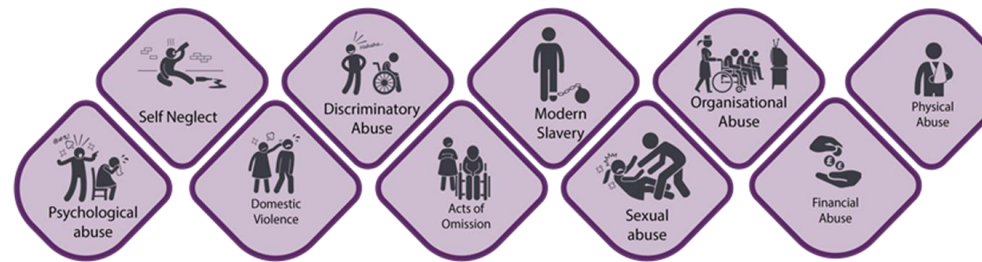 Self Neglect
Discriminatory
Abuse
Hahaha..
Modern
Slavery
Organisational
Abuse
Physical
Abuse
Psychological
abuse
Domestic
Violence
Acts of
Omission
Sexual
abuse
££
Financial
Abuse